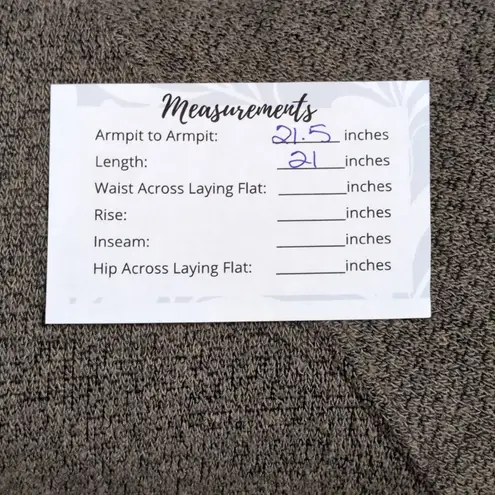 Measurements
Armpit to Armpit: 21.5 inches
Length: 21 inches
Waist Across Laying Flat: ________inches
Rise: ________inches
Inseam: ________inches
Hip Across Laying Flat: ________inches